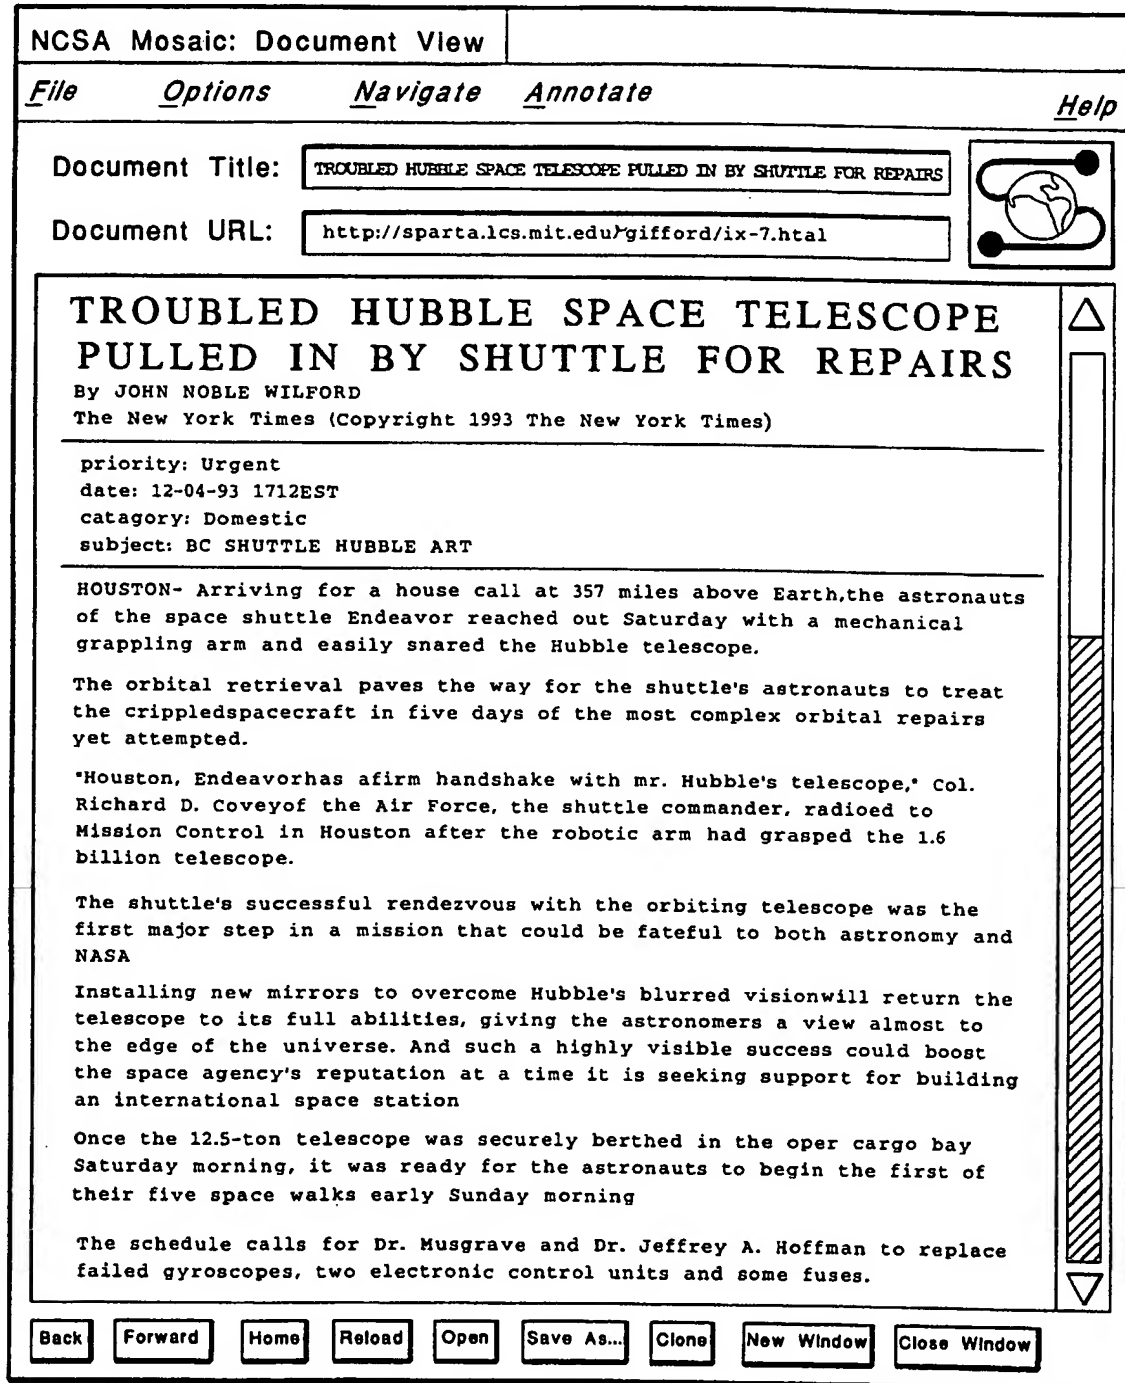 NCSA Mosaic: Document View
File Options Navigate Annotate Help
Document Title: TROUBLED HUBBLE SPACE TELESCOPE PULLED IN BY SHUTTLE FOR REPAIRS
Document URL: http://sparta.lcs.mit.edu/~gifford/ix-7.htal
TROUBLED HUBBLE SPACE TELESCOPE
PULLED IN BY SHUTTLE FOR REPAIRS
By JOHN NOBLE WILFORD
The New York Times (Copyright 1993 The New York Times)
priority: Urgent
date: 12-04-93 1712EST
catagory: Domestic
subject: BC SHUTTLE HUBBLE ART
HOUSTON- Arriving for a house call at 357 miles above Earth,the astronauts
of the space shuttle Endeavor reached out Saturday with a mechanical
grappling arm and easily snared the Hubble telescope.
The orbital retrieval paves the way for the shuttle's astronauts to treat
the crippledspacecraft in five days of the most complex orbital repairs
yet attempted.
"Houston, Endeavorhas afirm handshake with mr. Hubble's telescope," Col.
Richard D. Coveyof the Air Force, the shuttle commander, radioed to
Mission Control in Houston after the robotic arm had grasped the 1.6
billion telescope.
The shuttle's successful rendezvous with the orbiting telescope was the
first major step in a mission that could be fateful to both astronomy and
NASA
Installing new mirrors to overcome Hubble's blurred visionwill return the
telescope to its full abilities, giving the astronomers a view almost to
the edge of the universe. And such a highly visible success could boost
the space agency's reputation at a time it is seeking support for building
an international space station
Once the 12.5-ton telescope was securely berthed in the oper cargo bay
Saturday morning, it was ready for the astronauts to begin the first of
their five space walks early Sunday morning
The schedule calls for Dr. Musgrave and Dr. Jeffrey A. Hoffman to replace
failed gyroscopes, two electronic control units and some fuses.
Back Forward Home Reload Open Save As... Clone New Window Close Window